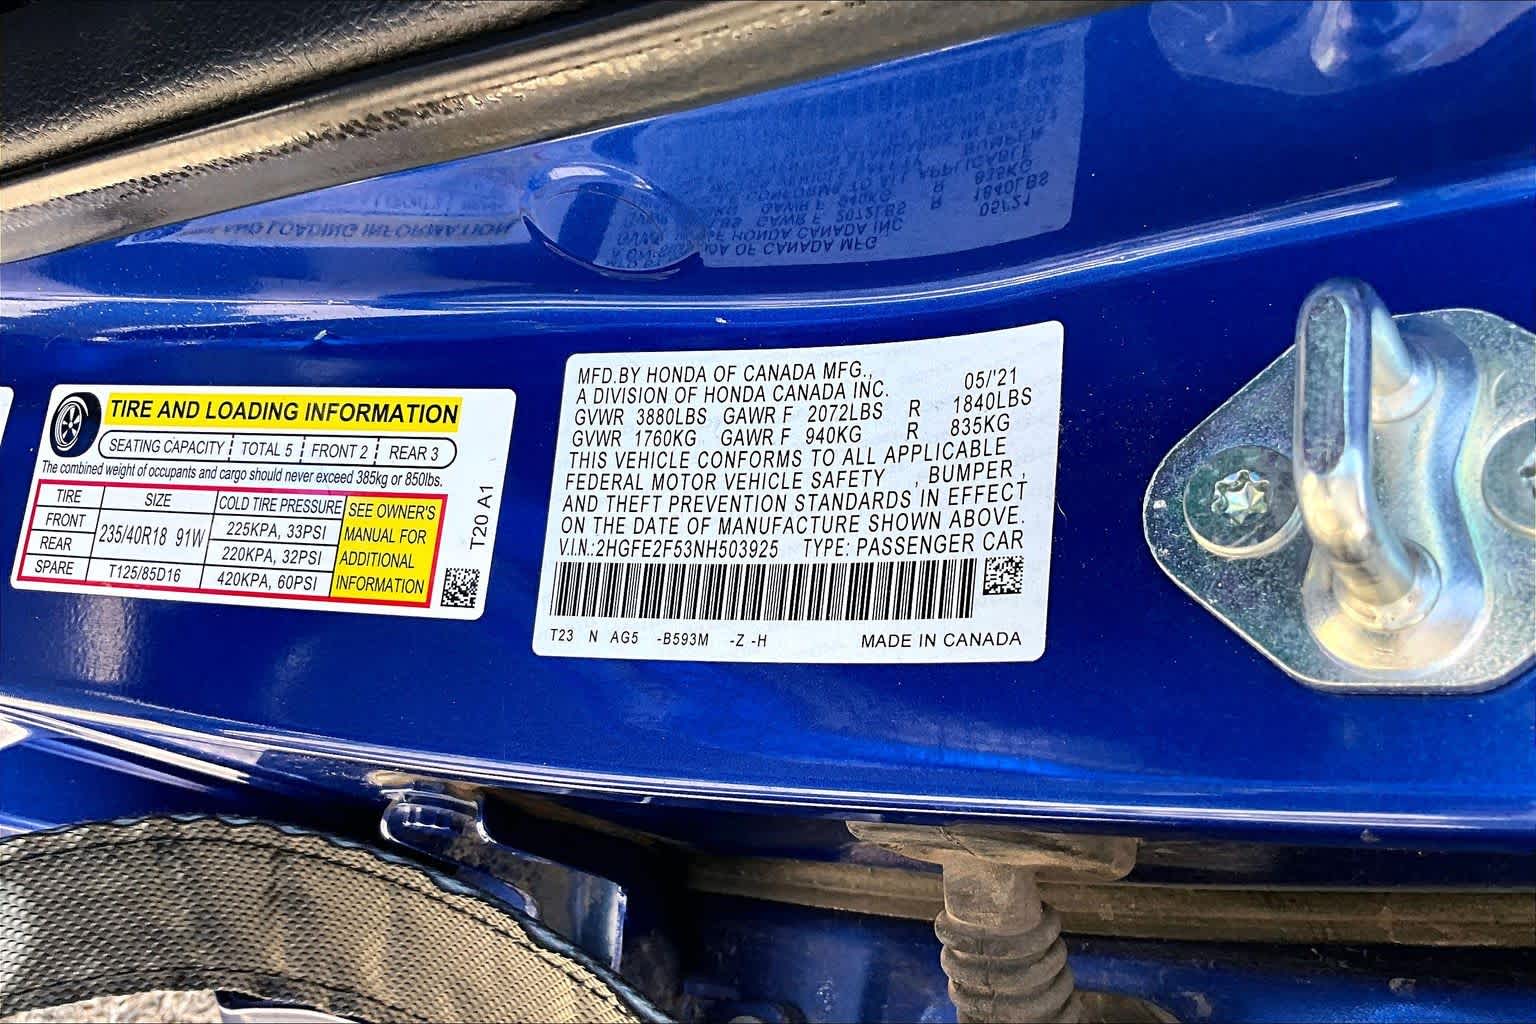 TIRE AND LOADING INFORMATION
SEATING CAPACITY TOTAL 5 FRONT 2 REAR 3
The combined weight of occupants and cargo should never exceed 385kg or 850lbs.
TIRE SIZE COLD TIRE PRESSURE
FRONT 235/40R18 91W 225KPA, 33PSI
REAR 220KPA, 32PSI
SPARE T125/85D16 420KPA, 60PSI
SEE OWNER'S
MANUAL FOR
ADDITIONAL
INFORMATION
T20 A1
MFD.BY HONDA OF CANADA MFG.,
A DIVISION OF HONDA CANADA INC. 05/'21
GVWR 3880LBS GAWR F 2072LBS R 1840LBS
GVWR 1760KG GAWR F 940KG R 835KG
THIS VEHICLE CONFORMS TO ALL APPLICABLE
FEDERAL MOTOR VEHICLE SAFETY , BUMPER ,
AND THEFT PREVENTION STANDARDS IN EFFECT
ON THE DATE OF MANUFACTURE SHOWN ABOVE.
V.I.N.:2HGFE2F53NH503925 TYPE: PASSENGER CAR
T23 N AG5 -B593M -Z -H MADE IN CANADA